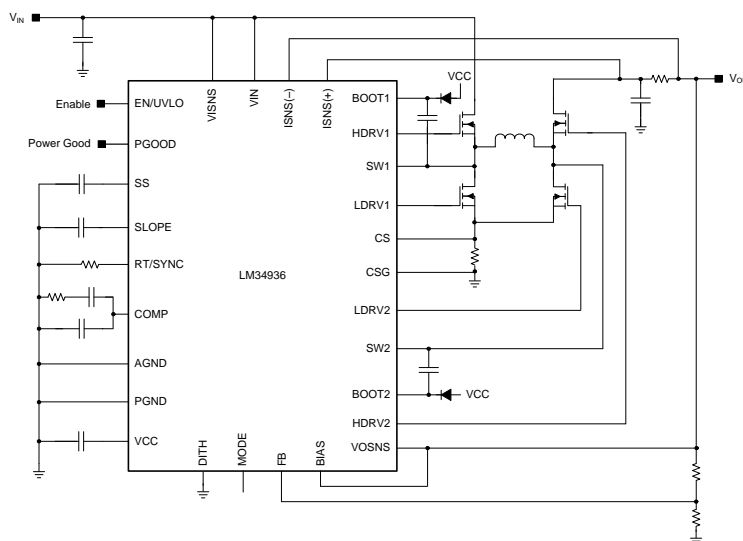 VIN
VCC
VO
Enable
Power Good
EN/UVLO
PGOOD
SS
SLOPE
RT/SYNC
COMP
AGND
PGND
VCC
VISNS
VIN
ISNS(–)
ISNS(+)
LM34936
BOOT1
HDRV1
SW1
LDRV1
CS
CSG
LDRV2
SW2
BOOT2
VCC
HDRV2
VOSNS
DITH
MODE
FB
BIAS